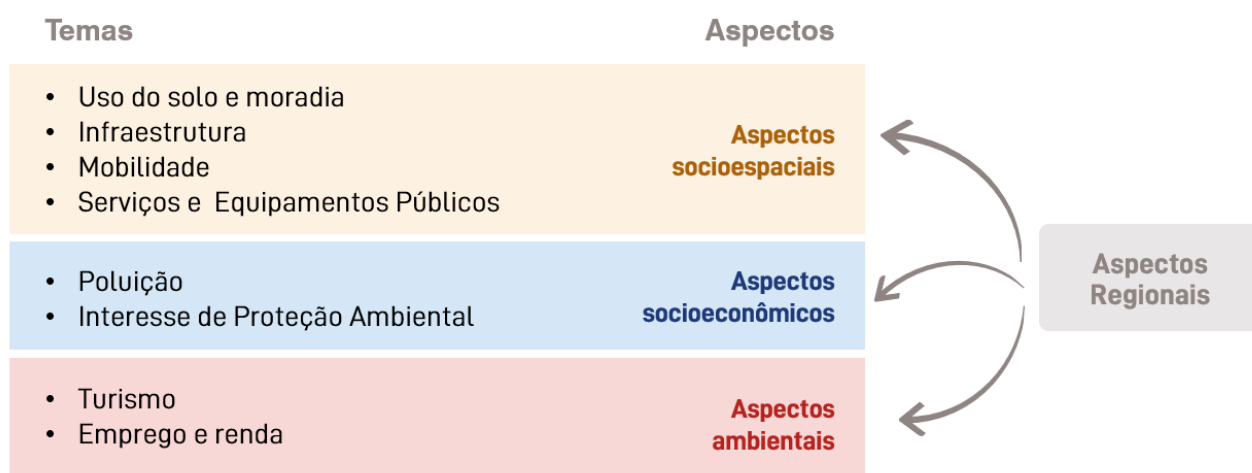 Temas
Aspectos
• Uso do solo e moradia
• Infraestrutura
• Mobilidade
• Serviços e Equipamentos Públicos
Aspectos
socioespaciais
• Poluição
• Interesse de Proteção Ambiental
Aspectos
socioeconômicos
• Turismo
• Emprego e renda
Aspectos
ambientais
Aspectos
Regionais